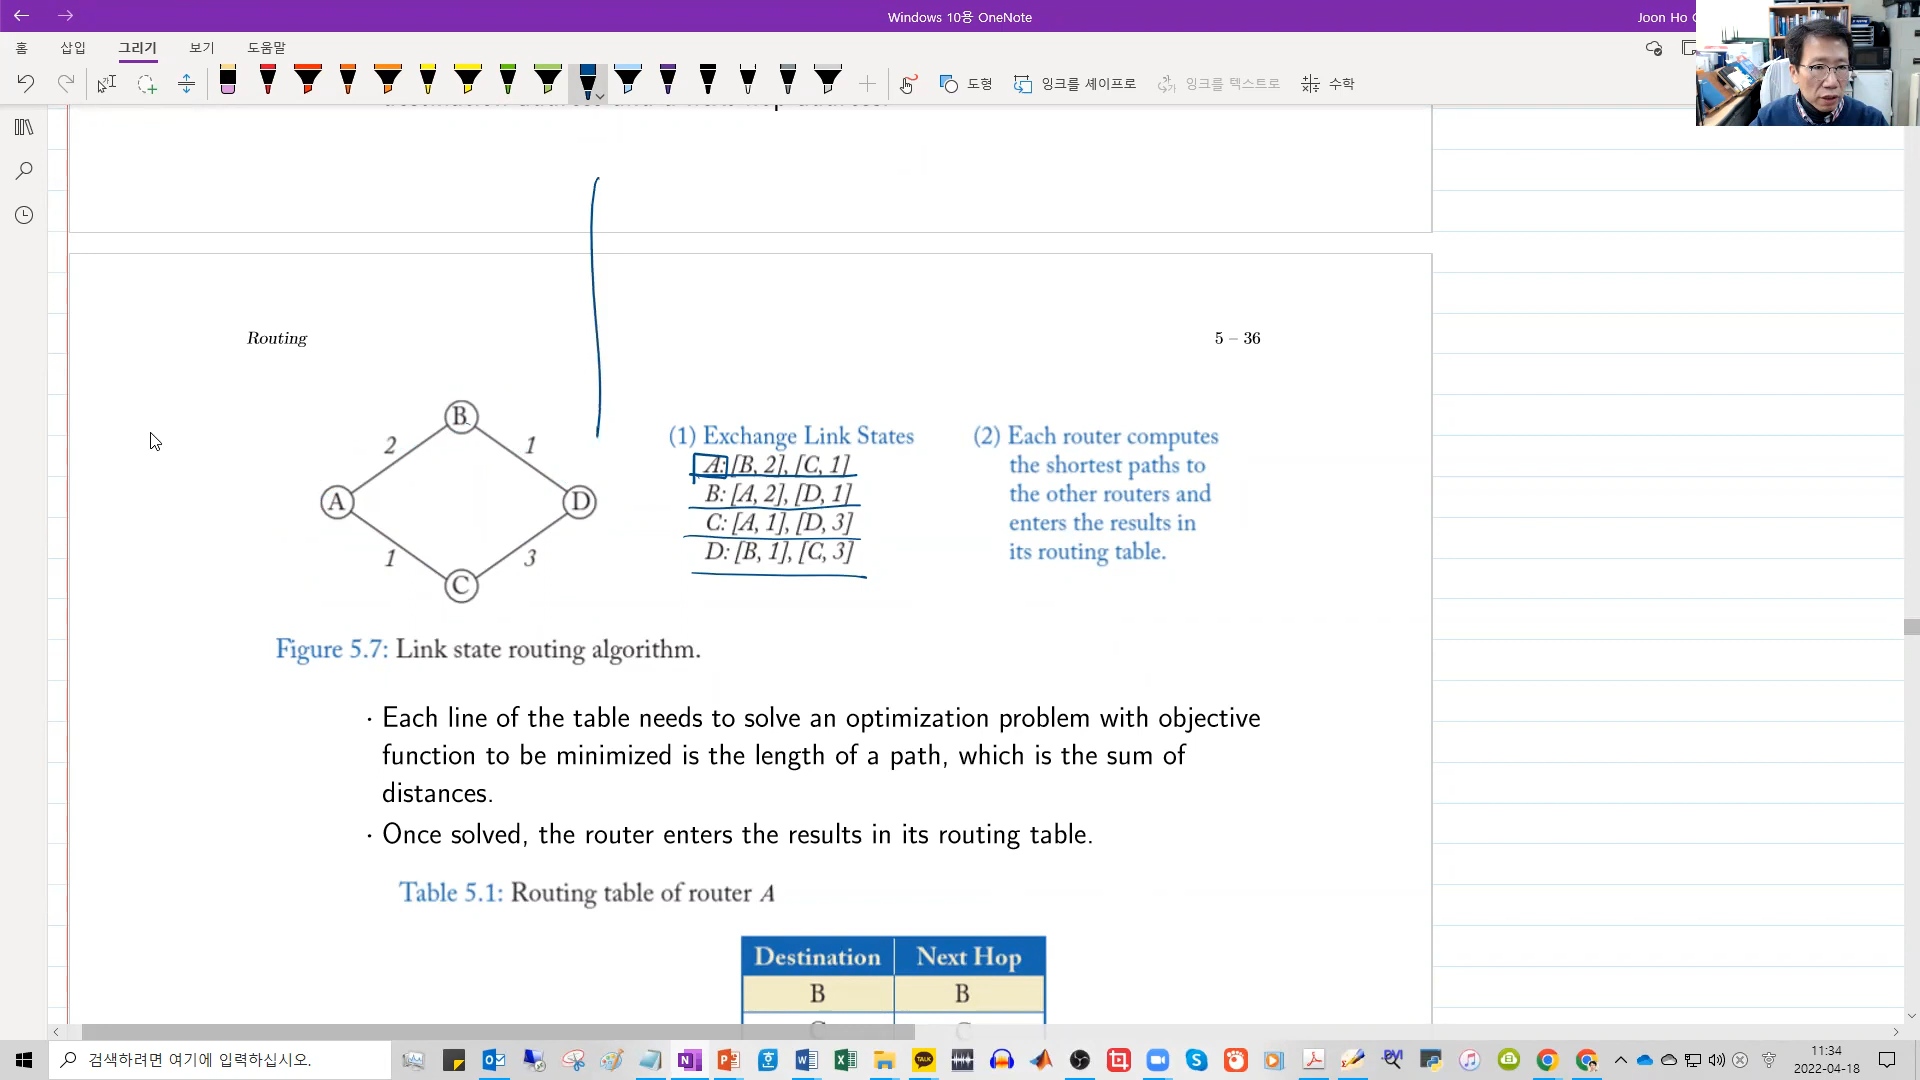 Windows 10용 OneNote
Joon Ho
홈 삽입 그리기 보기 도움말
도형 잉크를 셰이프로 잉크를 텍스트로 수학
Routing
5 – 36
B
2 1
A D
1 3
C
(1) Exchange Link States
A: [B, 2], [C, 1]
B: [A, 2], [D, 1]
C: [A, 1], [D, 3]
D: [B, 1], [C, 3]
(2) Each router computes
the shortest paths to
the other routers and
enters the results in
its routing table.
Figure 5.7: Link state routing algorithm.
· Each line of the table needs to solve an optimization problem with objective
function to be minimized is the length of a path, which is the sum of
distances.
· Once solved, the router enters the results in its routing table.
Table 5.1: Routing table of router A
Destination Next Hop
B B
검색하려면 여기에 입력하십시오.
11:34
2022-04-18